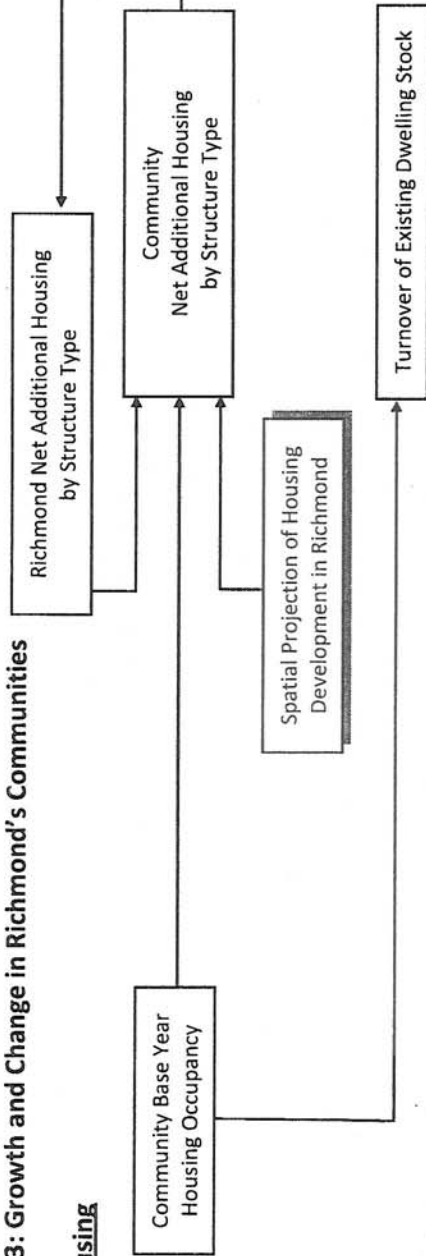 3: Growth and Change in Richmond's Communities
using
Richmond Net Additional Housing
by Structure Type
Community
Net Additional Housing
by Structure Type
Community Base Year
Housing Occupancy
Spatial Projection of Housing
Development in Richmond
Turnover of Existing Dwelling Stock